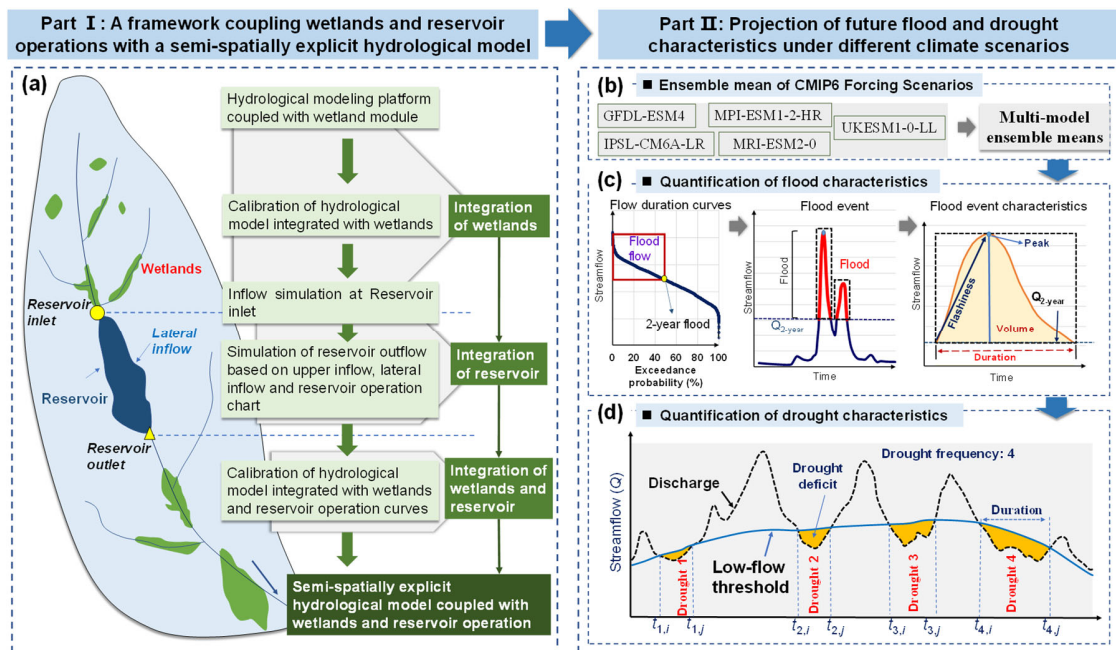 Part Ⅰ: A framework coupling wetlands and reservoir
operations with a semi-spatially explicit hydrological model
Part Ⅱ: Projection of future flood and drought
characteristics under different climate scenarios
(a)
Hydrological modeling platform
coupled with wetland module
Calibration of hydrological
model integrated with wetlands
Integration
of wetlands
Wetlands
Reservoir
inlet
Inflow simulation at Reservoir
inlet
Lateral
inflow
Simulation of reservoir outflow
based on upper inflow, lateral
inflow and reservoir operation
chart
Integration
of reservoir
Reservoir
Reservoir
outlet
Calibration of hydrological
model integrated with wetlands
and reservoir operation curves
Integration of
wetlands and
reservoir
Semi-spatially explicit
hydrological model coupled with
wetlands and reservoir operation
(b)
■ Ensemble mean of CMIP6 Forcing Scenarios
GFDL-ESM4
MPI-ESM1-2-HR
UKESM1-0-LL
IPSL-CM6A-LR
MRI-ESM2-0
Multi-model
ensemble means
(c)
■ Quantification of flood characteristics
Flow duration curves
Streamflow
Flood
flow
2-year flood
0 20 40 60 80 100
Exceedance
probability (%)
Flood event
Streamflow
Flood
Flood
Q2-year
Time
Flood event characteristics
Streamflow
Peak
Flashiness
Q2-year
Volume
Duration
Time
(d)
■ Quantification of drought characteristics
Streamflow (Q)
Discharge
Drought
deficit
Drought frequency: 4
Duration
Low-flow
threshold
Drought 1
Drought 2
Drought 3
Drought 4
t1,i t1,j t2,i t2,j t3,i t3,j t4,i t4,j